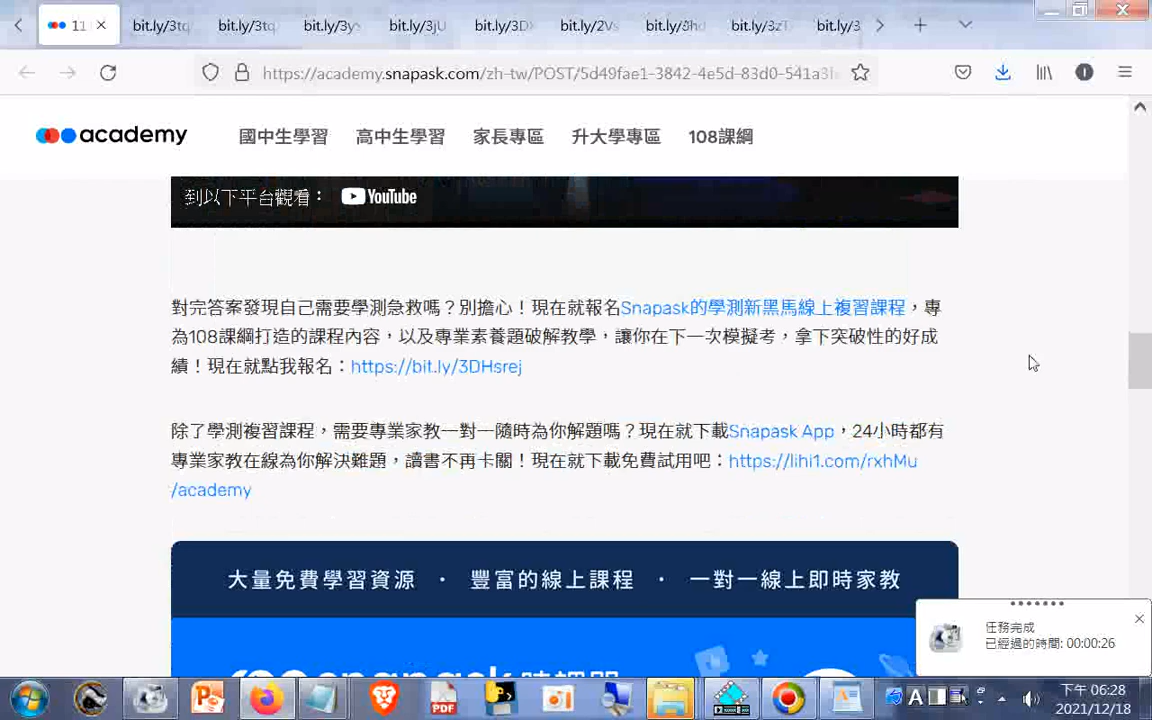 11
bit.ly/3tq
bit.ly/3tq
bit.ly/3ys
bit.ly/3jU
bit.ly/3DX
bit.ly/2Vs
bit.ly/3hd
bit.ly/3zT
bit.ly/3
https://academy.snapask.com/zh-tw/POST/5d49fae1-3842-4e5d-83d0-541a3
academy
國中生學習
高中生學習
家長專區
升大學專區
108課綱
到以下平台觀看:
YouTube
對完答案發現自己需要學測急救嗎？別擔心！現在就報名Snapask的學測新黑馬線上複習課程，專
為108課綱打造的課程內容，以及專業素養題破解教學，讓你在下一次模擬考，拿下突破性的好成
績！現在就點我報名：https://bit.ly/3DHsrej
除了學測複習課程，需要專業家教一對一隨時為你解題嗎？現在就下載Snapask App，24小時都有
專業家教在線為你解決難題，讀書不再卡關！現在就下載免費試用吧：https://lihi1.com/rxhMu
/academy
大量免費學習資源 · 豐富的線上課程 · 一對一線上即時家教
任務完成
已經過的時間: 00:00:26
PDF
A
下午 06:28
2021/12/18